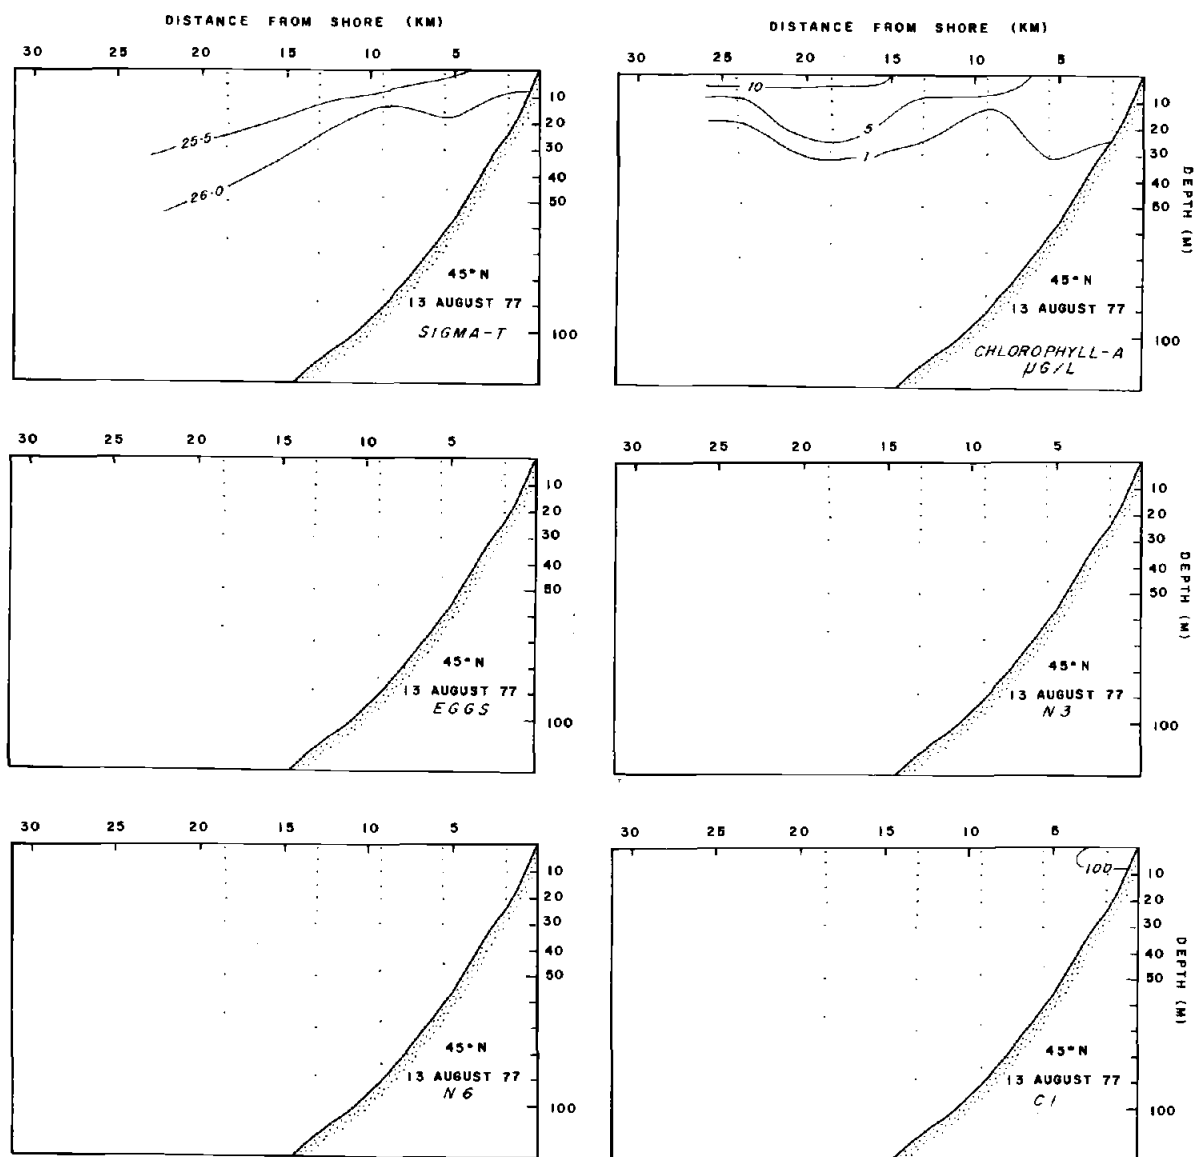 DISTANCE FROM SHORE (KM)
30 25 20 15 10 5
10
20
30
40
50
100
25.5
26.0
45°N
13 AUGUST 77
SIGMA-T
DISTANCE FROM SHORE (KM)
30 25 20 15 10 5
10
20
30
40
50
100
DEPTH (M)
10
5
1
45°N
13 AUGUST 77
CHLOROPHYLL-A
µG/L
30 25 20 15 10 5
10
20
30
40
50
100
45°N
13 AUGUST 77
EGGS
30 25 20 15 10 5
10
20
30
40
50
100
DEPTH (M)
45°N
13 AUGUST 77
N3
30 25 20 15 10 5
10
20
30
40
50
100
45°N
13 AUGUST 77
N6
30 25 20 15 10 5
100
10
20
30
40
50
100
DEPTH (M)
45°N
13 AUGUST 77
C1